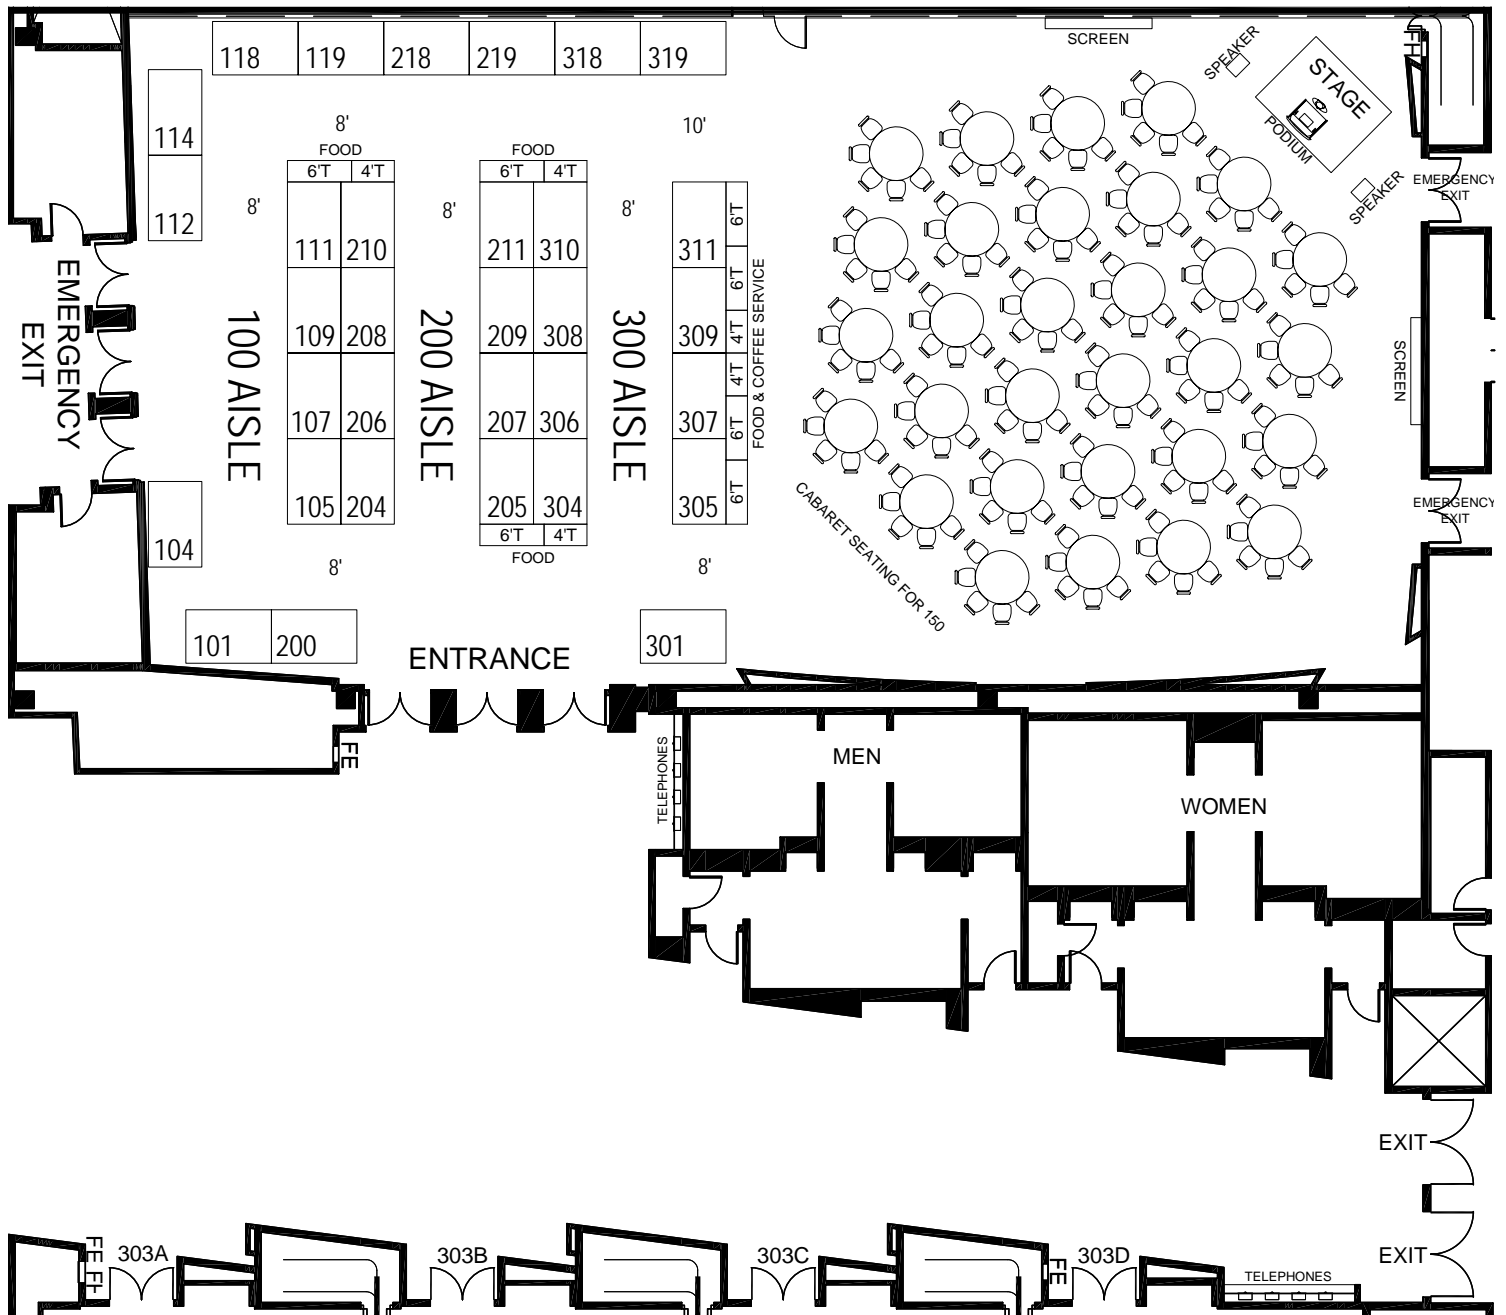 SCREEN
SPEAKER
FH
STAGE
PODIUM
SPEAKER
EMERGENCY
EXIT
118
119
218
219
318
319
114
112
8'
10'
FOOD
6'T
4'T
FOOD
6'T
4'T
8'
8'
8'
111
210
211
310
311
109
208
209
308
309
107
206
207
306
307
105
204
205
304
305
6'T
6'T
4'T
4'T
6'T
6'T
FOOD & COFFEE SERVICE
100 AISLE
200 AISLE
300 AISLE
EMERGENCY
EXIT
SCREEN
EMERGENCY
EXIT
6'T
4'T
FOOD
104
8'
8'
CABARET SEATING FOR 150
101
200
ENTRANCE
301
FE
TELEPHONES
MEN
WOMEN
EXIT
EXIT
FE
303A
303B
303C
FE
303D
TELEPHONES